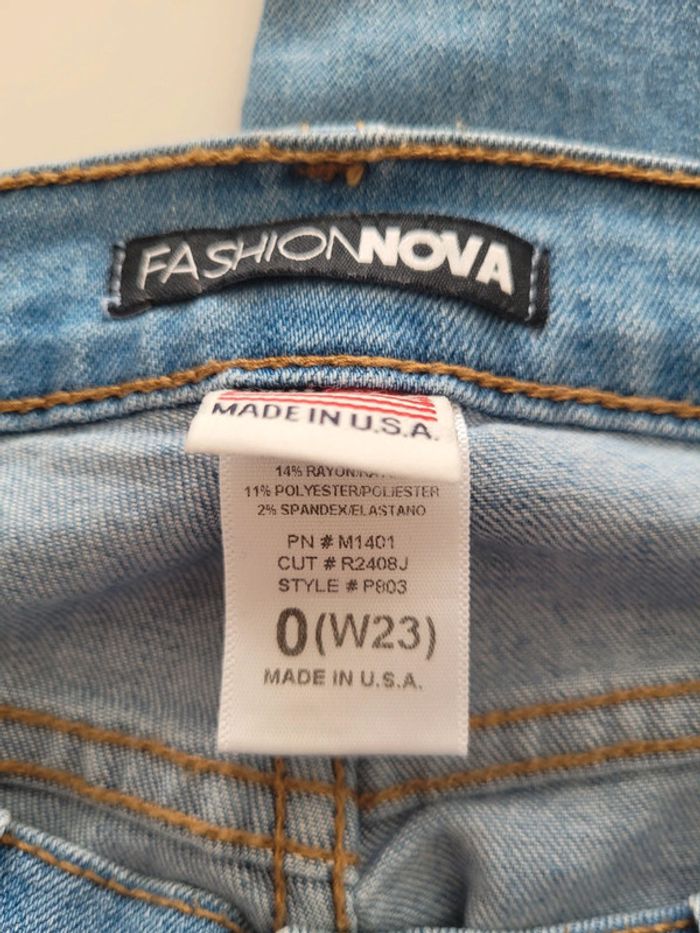 FASHIONNOVA
MADE IN U.S.A.
14% RAYON/
11% POLYESTER/POLIESTER
2% SPANDEX/ELASTANO
PN # M1401
CUT # R2408J
STYLE # P803
0 (W23)
MADE IN U.S.A.